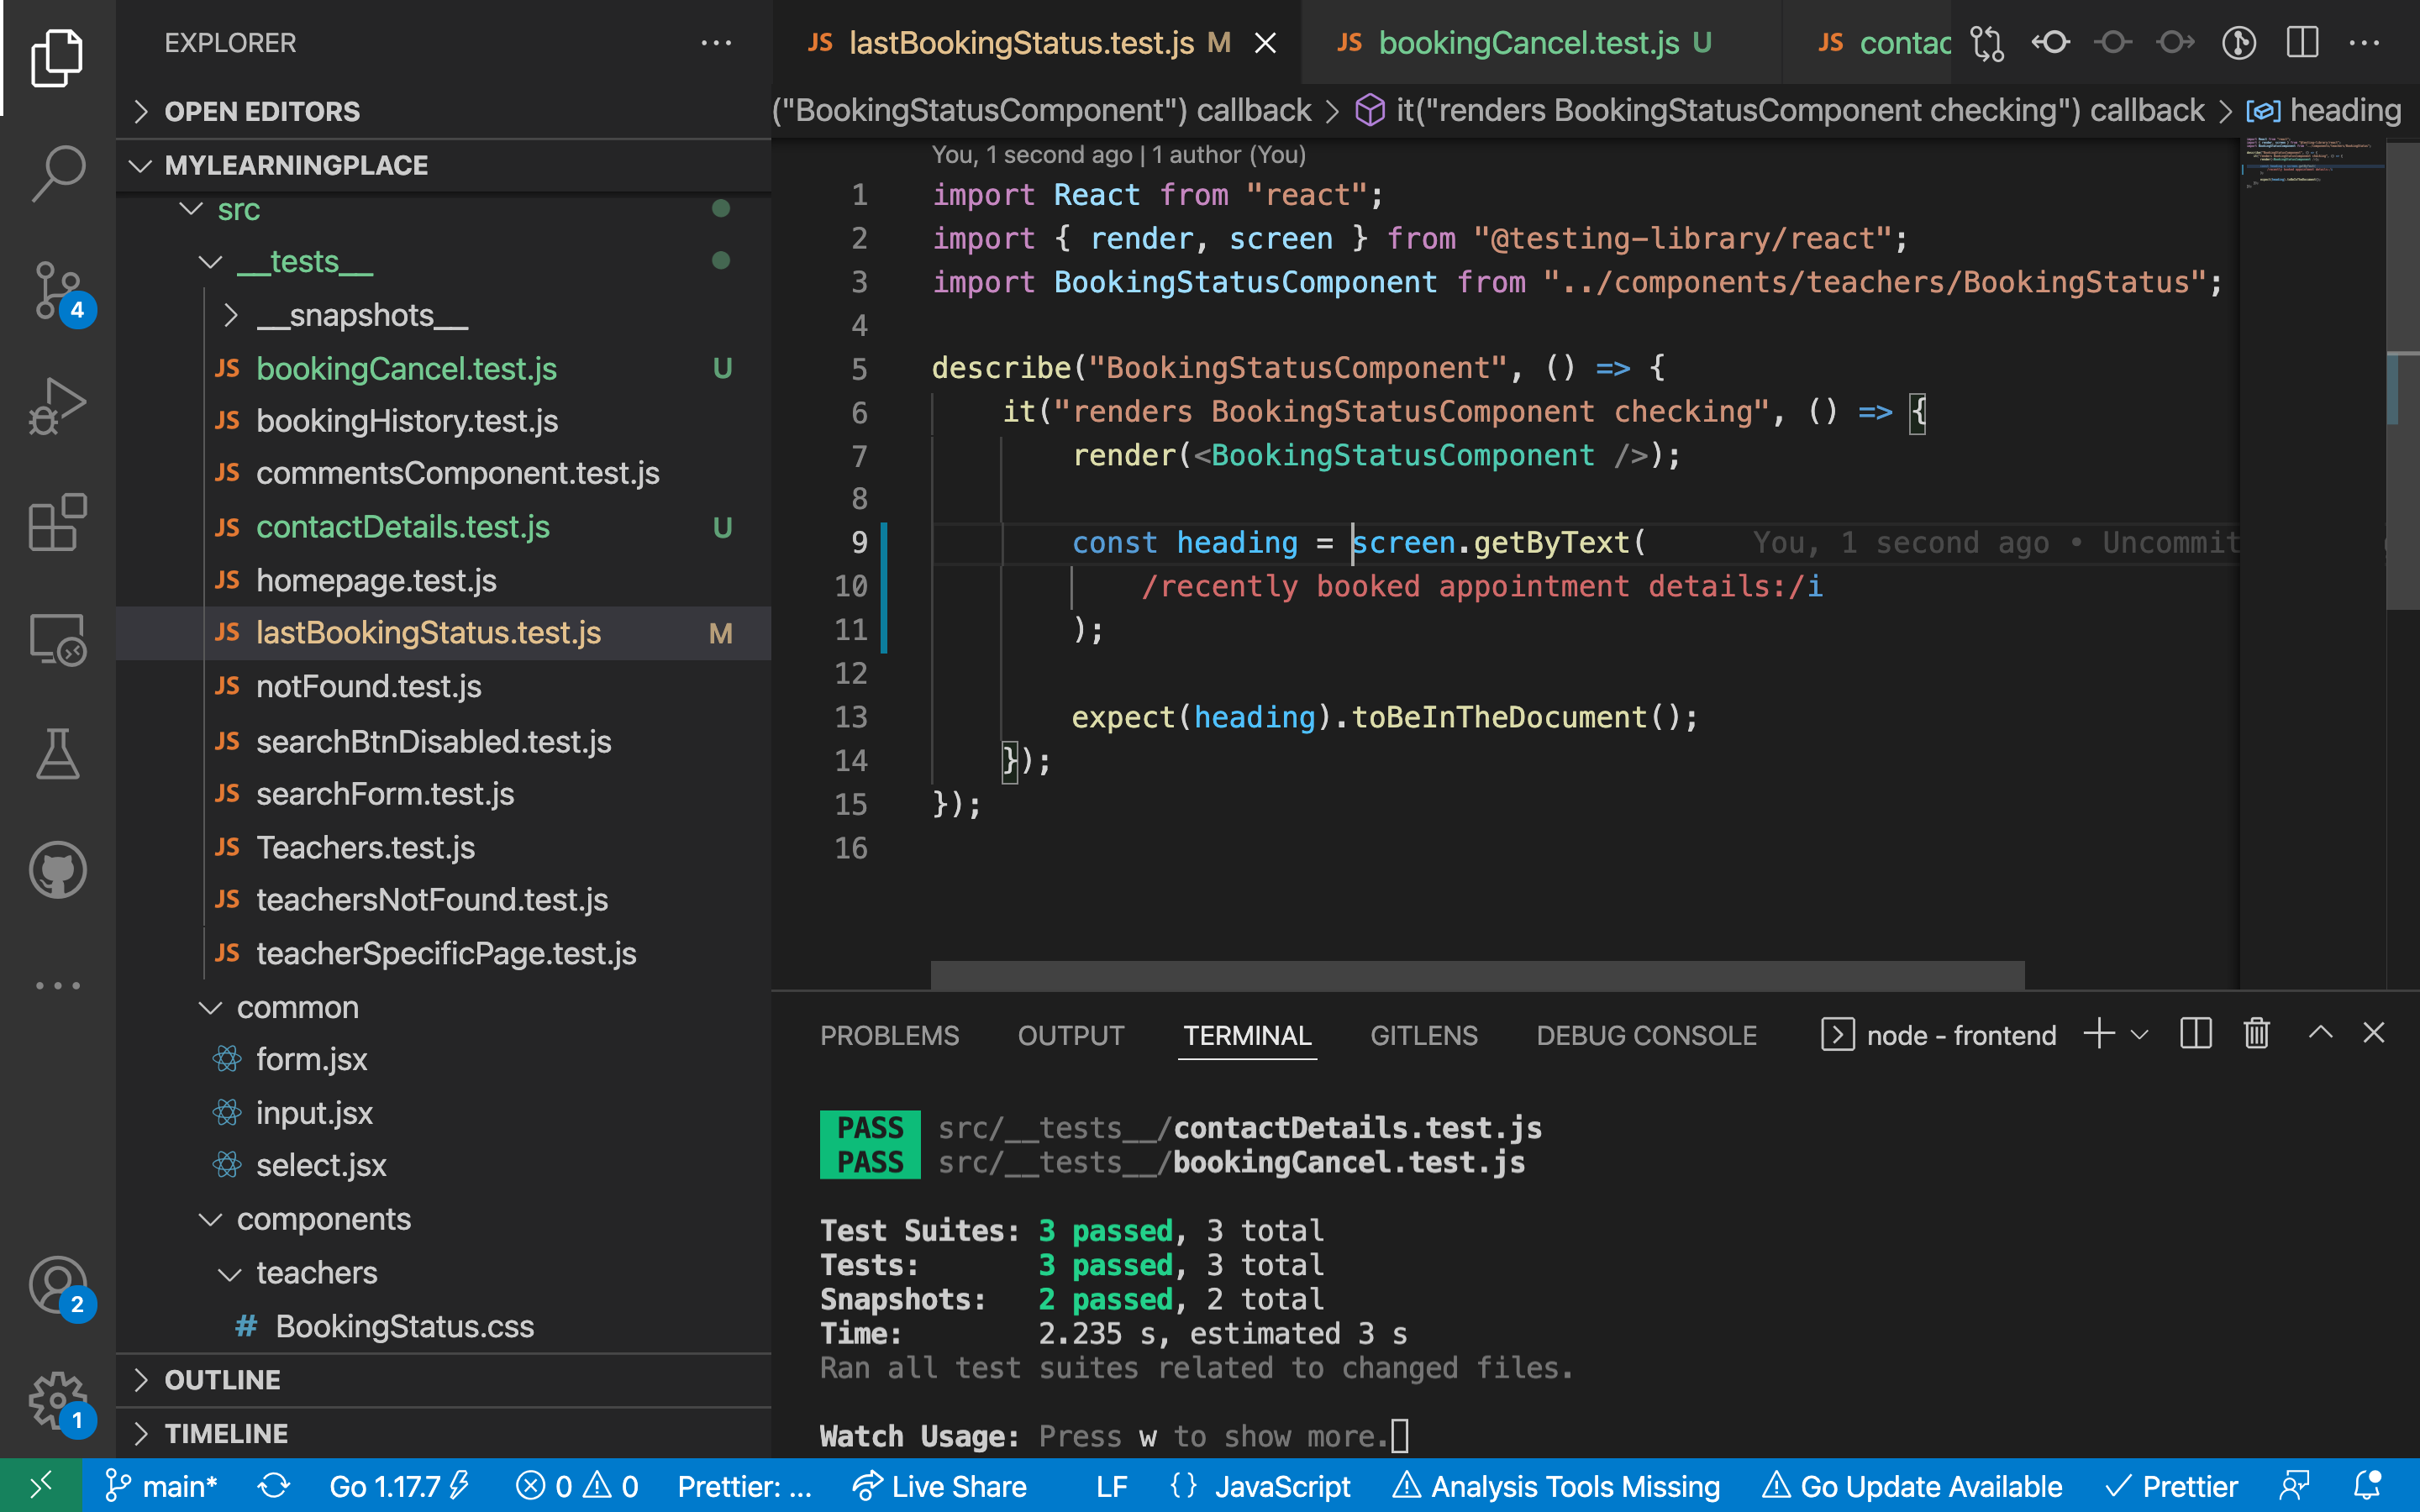 EXPLORER
OPEN EDITORS
MYLEARNINGPLACE
src
__tests__
__snapshots__
JS bookingCancel.test.js U
JS bookingHistory.test.js
JS commentsComponent.test.js
JS contactDetails.test.js U
JS homepage.test.js
JS lastBookingStatus.test.js M
JS notFound.test.js
JS searchBtnDisabled.test.js
JS searchForm.test.js
JS Teachers.test.js
JS teachersNotFound.test.js
JS teacherSpecificPage.test.js
common
form.jsx
input.jsx
select.jsx
components
teachers
# BookingStatus.css
OUTLINE
TIMELINE
4
2
1
JS lastBookingStatus.test.js M JS bookingCancel.test.js U JS contac
("BookingStatusComponent") callback > it("renders BookingStatusComponent checking") callback > heading
You, 1 second ago | 1 author (You)
1 import React from "react";
2 import { render, screen } from "@testing-library/react";
3 import BookingStatusComponent from "../components/teachers/BookingStatus";
4
5 describe("BookingStatusComponent", () => {
6 it("renders BookingStatusComponent checking", () => {
7 render(<BookingStatusComponent />);
8
9 const heading = screen.getByText( You, 1 second ago • Uncommit
10 /recently booked appointment details:/i
11 );
12
13 expect(heading).toBeInTheDocument();
14 });
15 });
16
PROBLEMS OUTPUT TERMINAL GITLENS DEBUG CONSOLE node - frontend
PASS src/__tests__/contactDetails.test.js
PASS src/__tests__/bookingCancel.test.js
Test Suites: 3 passed, 3 total
Tests: 3 passed, 3 total
Snapshots: 2 passed, 2 total
Time: 2.235 s, estimated 3 s
Ran all test suites related to changed files.
Watch Usage: Press w to show more.
main* Go 1.17.7 0 0 Prettier: ... Live Share LF {} JavaScript Analysis Tools Missing Go Update Available Prettier